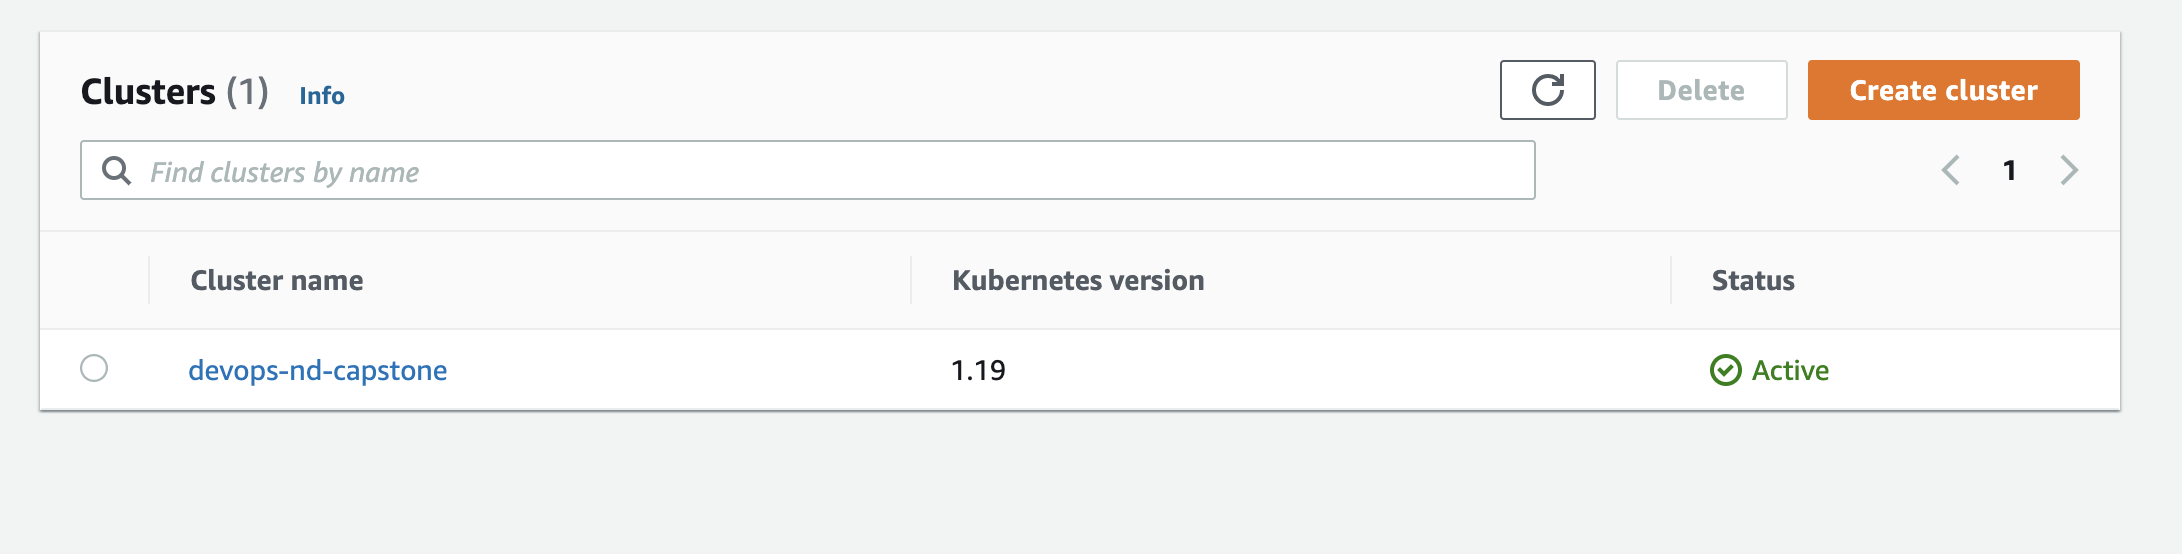 Clusters (1) Info
Delete
Create cluster
Find clusters by name
1
Cluster name Kubernetes version Status
devops-nd-capstone 1.19 Active